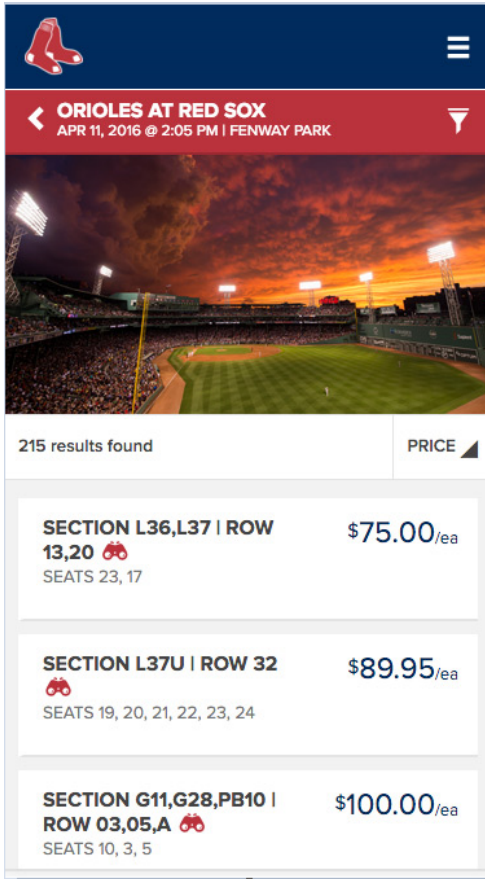 ORIOLES AT RED SOX
APR 11, 2016 @ 2:05 PM | FENWAY PARK
215 results found
PRICE
SECTION L36,L37 | ROW
13,20
$75.00/ea
SEATS 23, 17
SECTION L37U | ROW 32
$89.95/ea
SEATS 19, 20, 21, 22, 23, 24
SECTION G11,G28,PB10 |
ROW 03,05,A
$100.00/ea
SEATS 10, 3, 5